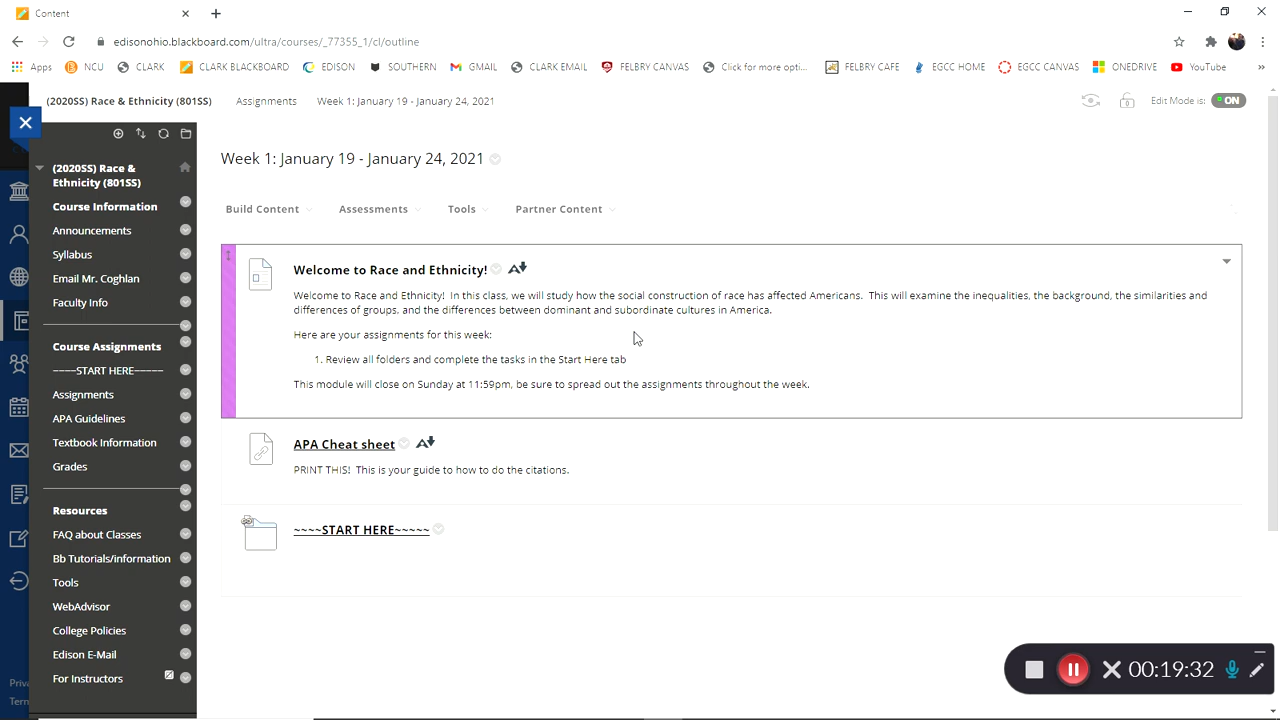 Content
edisonohio.blackboard.com/ultra/courses/_77355_1/cl/outline
Apps NCU CLARK CLARK BLACKBOARD EDISON SOUTHERN GMAIL CLARK EMAIL FELBRY CANVAS Click for more opti... FELBRY CAFE EGCC HOME EGCC CANVAS ONEDRIVE YouTube »
(2020SS) Race & Ethnicity (801SS) Assignments Week 1: January 19 - January 24, 2021 Edit Mode is: ON
(2020SS) Race &
Ethnicity (801SS)
Course Information
Announcements
Syllabus
Email Mr. Coghlan
Faculty Info
Course Assignments
----START HERE-----
Assignments
APA Guidelines
Textbook Information
Grades
Resources
FAQ about Classes
Bb Tutorials/information
Tools
WebAdvisor
College Policies
Edison E-Mail
For Instructors
Priva
Term
Week 1: January 19 - January 24, 2021
Build Content Assessments Tools Partner Content
Welcome to Race and Ethnicity!
Welcome to Race and Ethnicity! In this class, we will study how the social construction of race has affected Americans. This will examine the inequalities, the background, the similarities and
differences of groups. and the differences between dominant and subordinate cultures in America.
Here are your assignments for this week:
1. Review all folders and complete the tasks in the Start Here tab
This module will close on Sunday at 11:59pm, be sure to spread out the assignments throughout the week.
APA Cheat sheet
PRINT THIS! This is your guide to how to do the citations.
~~~~START HERE~~~~~
00:19:32